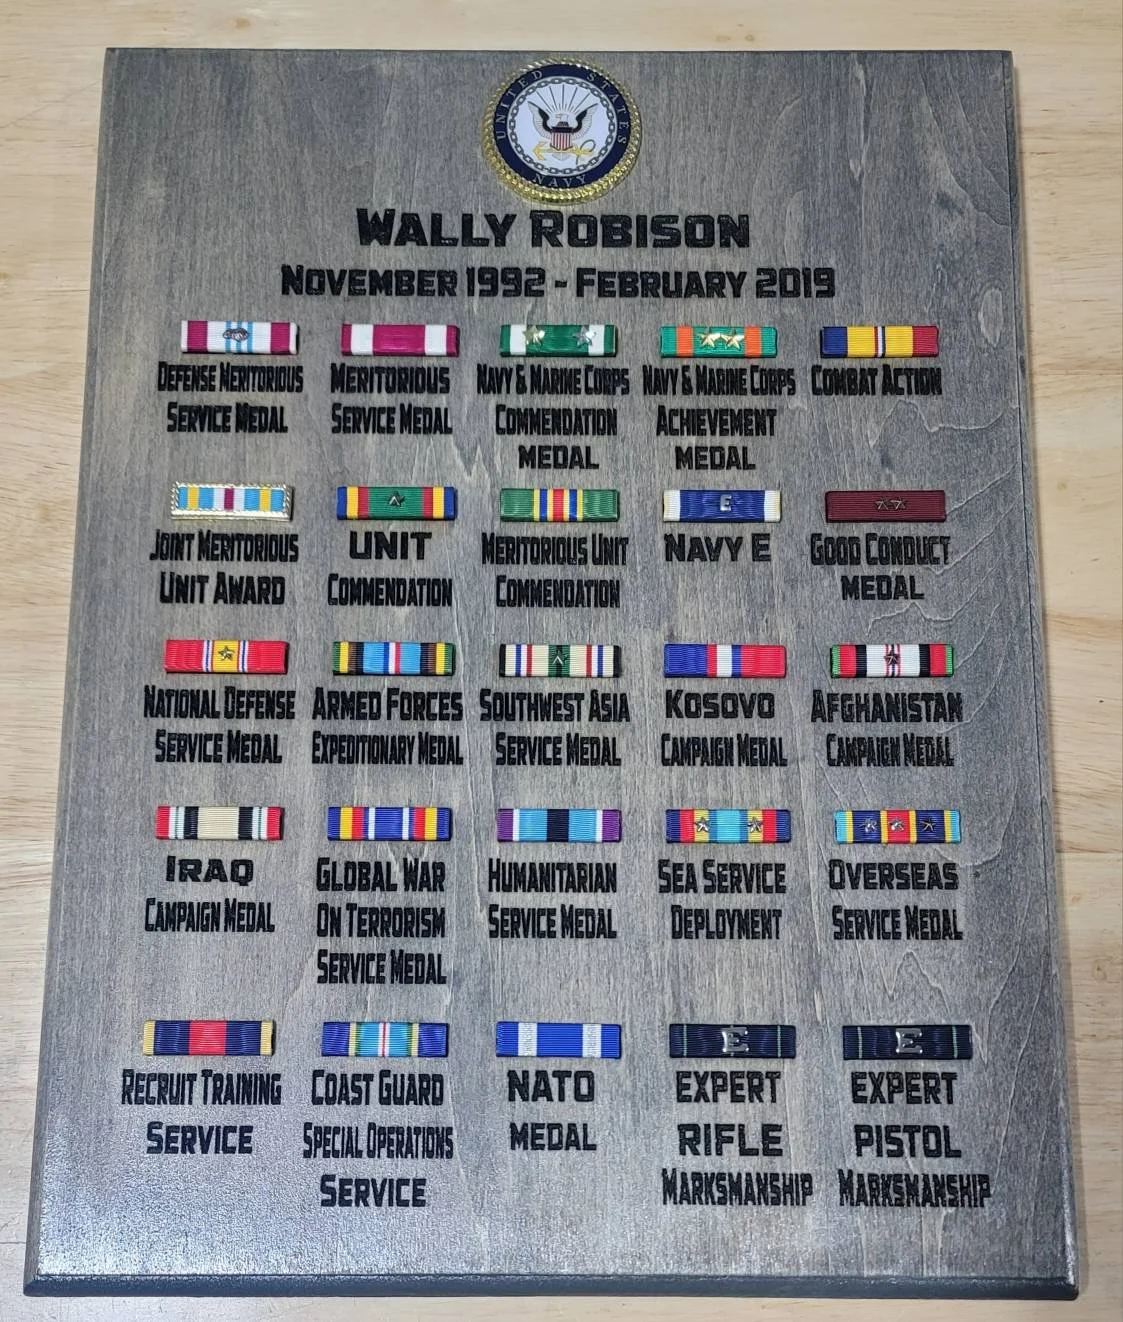 UNITED STATES
NAVY
WALLY ROBISON
NOVEMBER 1992 - FEBRUARY 2019
DEFENSE MERITORIOUS
SERVICE MEDAL
MERITORIOUS
SERVICE MEDAL
NAVY & MARINE CORPS
COMMENDATION
MEDAL
NAVY & MARINE CORPS
ACHIEVEMENT
MEDAL
COMBAT ACTION
JOINT MERITORIOUS
UNIT AWARD
UNIT
COMMENDATION
MERITORIOUS UNIT
COMMENDATION
E
NAVY E
GOOD CONDUCT
MEDAL
NATIONAL DEFENSE
SERVICE MEDAL
ARMED FORCES
EXPEDITIONARY MEDAL
SOUTHWEST ASIA
SERVICE MEDAL
KOSOVO
CAMPAIGN MEDAL
AFGHANISTAN
CAMPAIGN MEDAL
IRAQ
CAMPAIGN MEDAL
GLOBAL WAR
ON TERRORISM
SERVICE MEDAL
HUMANITARIAN
SERVICE MEDAL
SEA SERVICE
DEPLOYMENT
OVERSEAS
SERVICE MEDAL
RECRUIT TRAINING
SERVICE
COAST GUARD
SPECIAL OPERATIONS
SERVICE
NATO
MEDAL
E
EXPERT
RIFLE
MARKSMANSHIP
E
EXPERT
PISTOL
MARKSMANSHIP